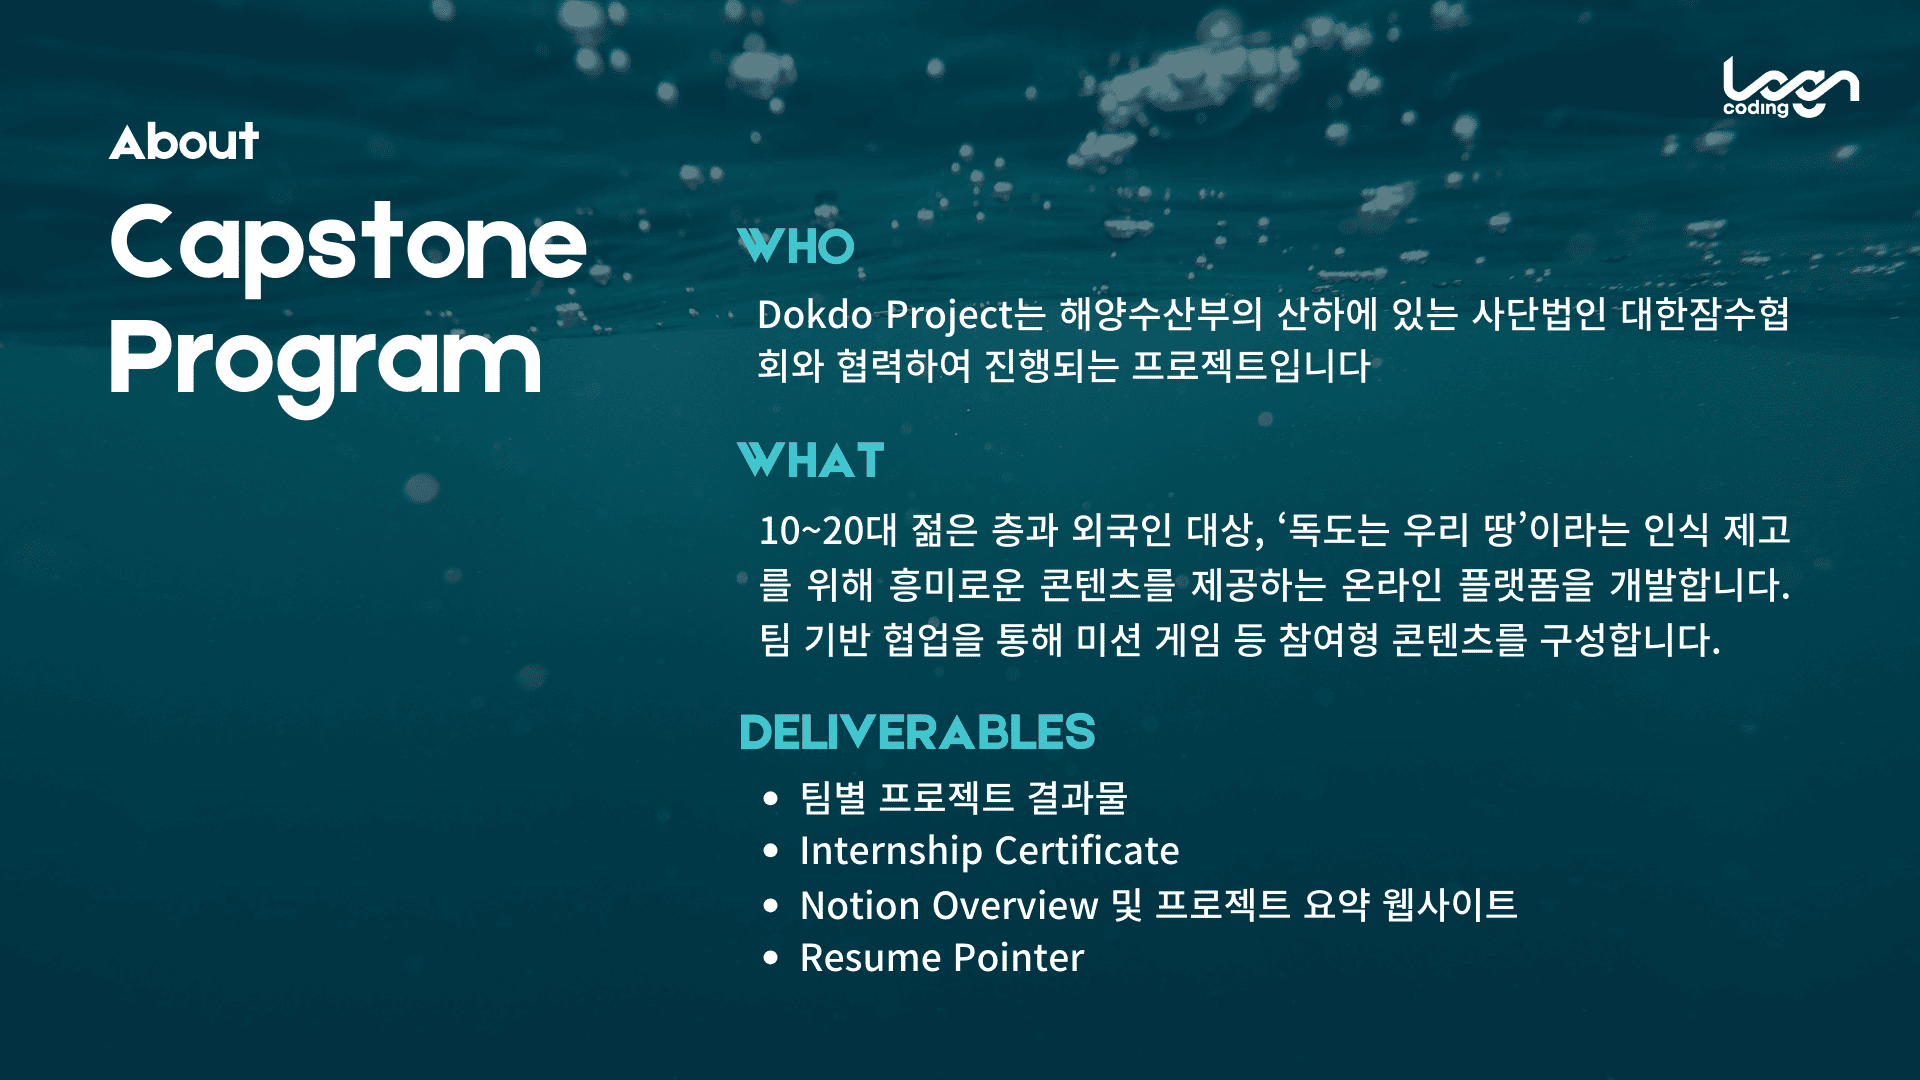 Logn
coding
About
Capstone
Program
WHO
Dokdo Project는 해양수산부의 산하에 있는 사단법인 대한잠수협
회와 협력하여 진행되는 프로젝트입니다
WHAT
10~20대 젊은 층과 외국인 대상, ‘독도는 우리 땅’이라는 인식 제고
를 위해 흥미로운 콘텐츠를 제공하는 온라인 플랫폼을 개발합니다.
팀 기반 협업을 통해 미션 게임 등 참여형 콘텐츠를 구성합니다.
DELIVERABLES
• 팀별 프로젝트 결과물
• Internship Certificate
• Notion Overview 및 프로젝트 요약 웹사이트
• Resume Pointer